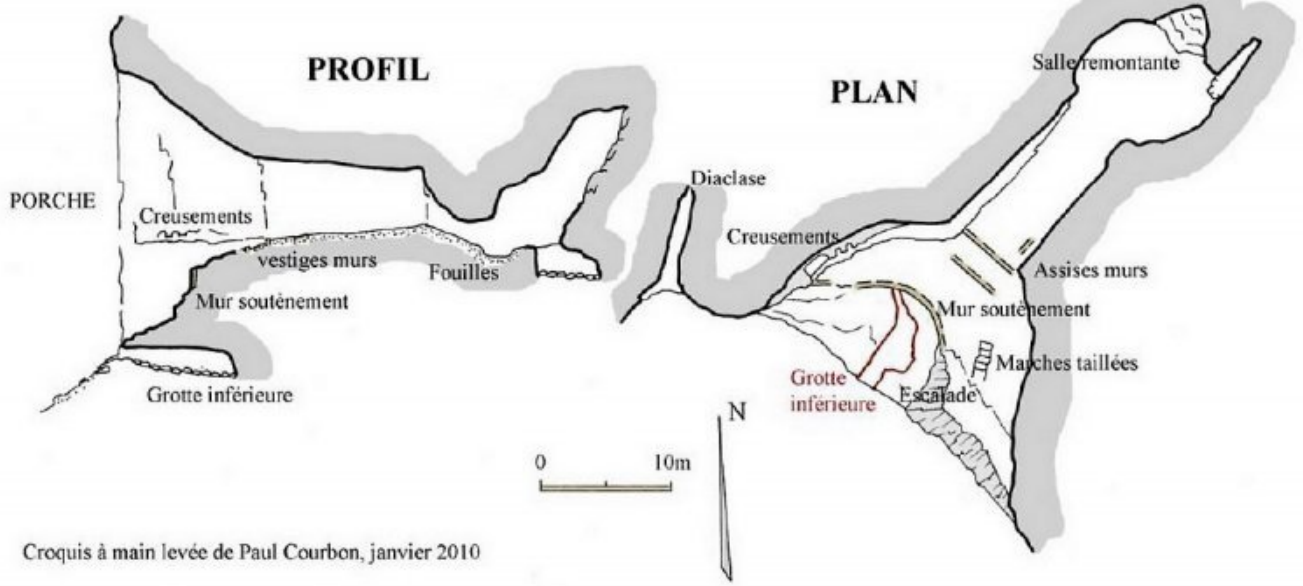 PROFIL
PORCHE
Creusements
vestiges murs
Fouilles
Mur soutènement
Grotte inférieure
PLAN
Salle remontante
Diaclase
Creusements
Assises murs
Mur soutènement
Marches taillées
Grotte
inférieure
Escalade
N
0 10m
Croquis à main levée de Paul Courbon, janvier 2010